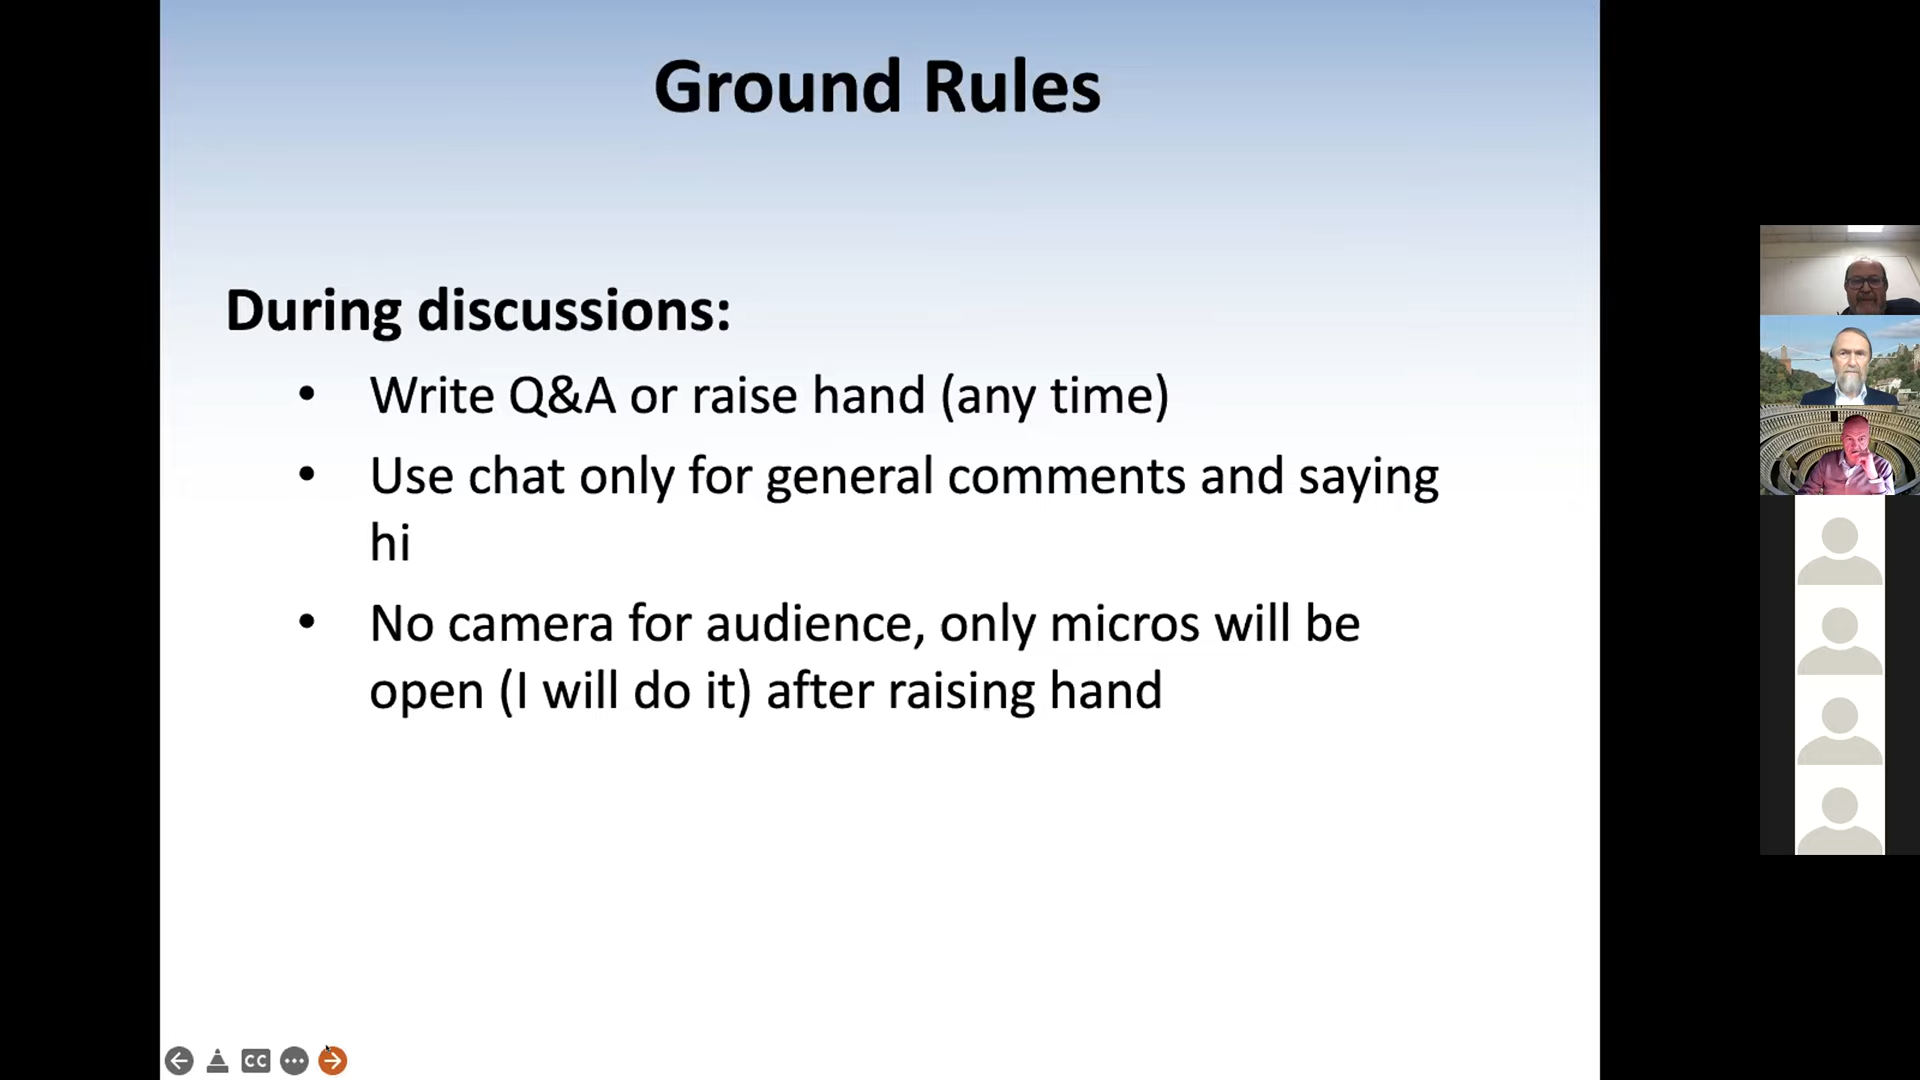 Ground Rules
During discussions:
• Write Q&A or raise hand (any time)
• Use chat only for general comments and saying
hi
• No camera for audience, only micros will be
open (I will do it) after raising hand
CC